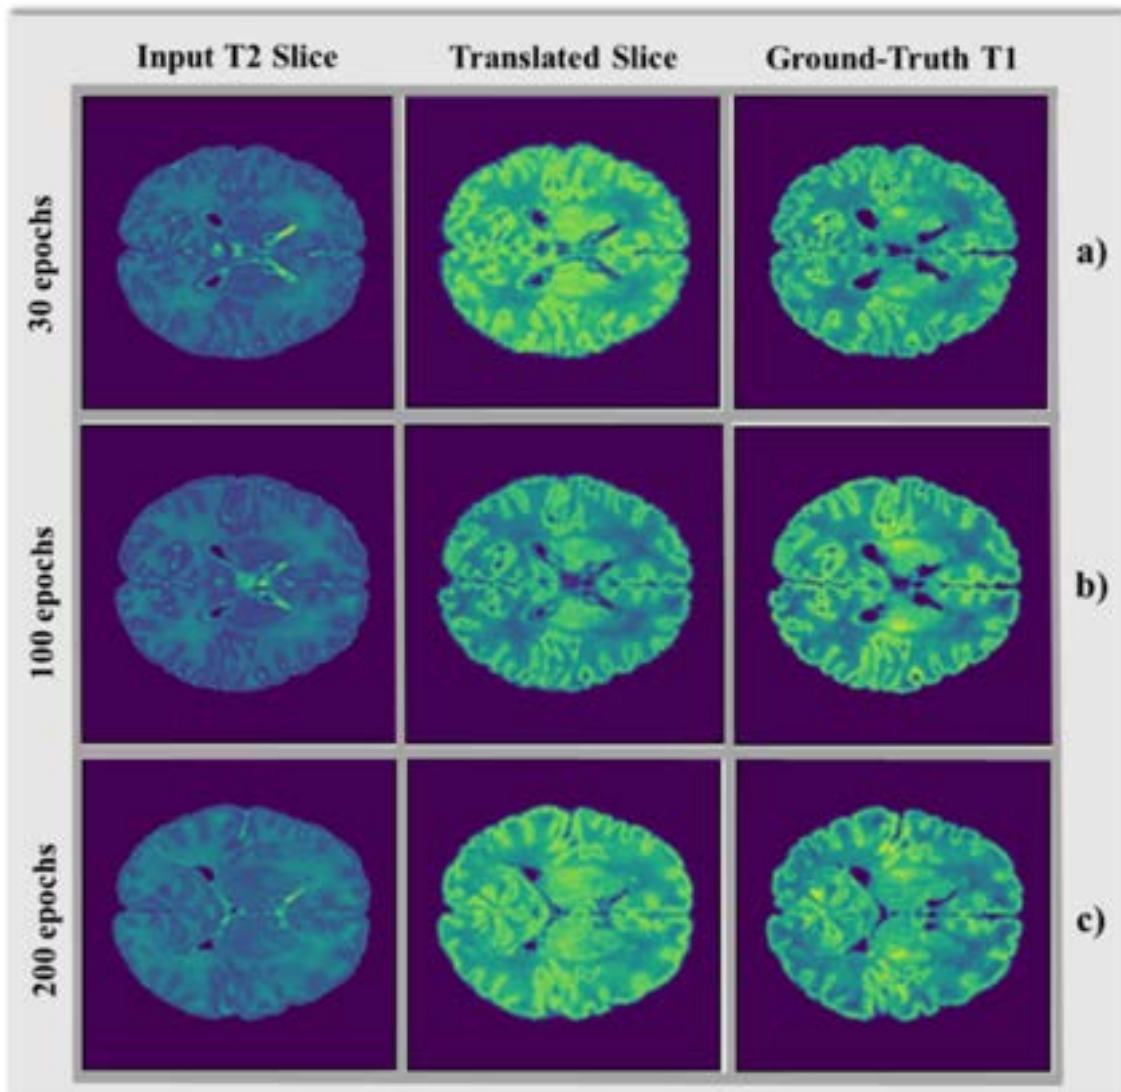 Input T2 Slice
Translated Slice
Ground-Truth T1
30 epochs
a)
100 epochs
b)
200 epochs
c)